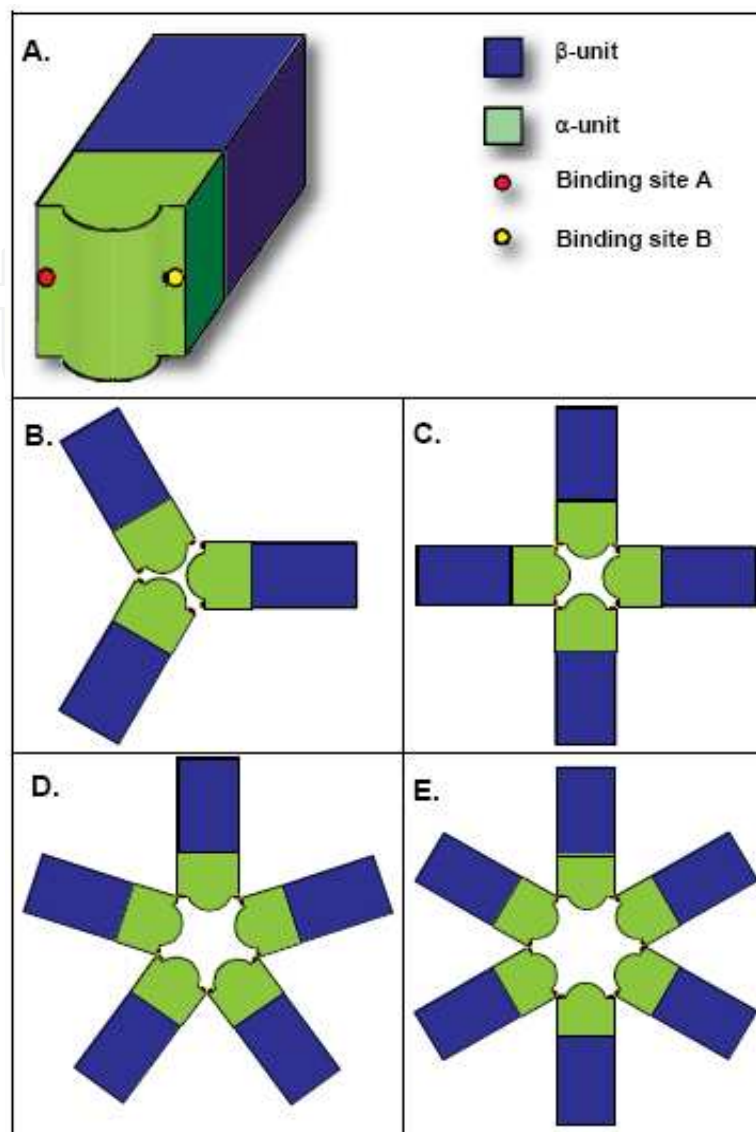 A.
β-unit
α-unit
Binding site A
Binding site B
B.
C.
D.
E.